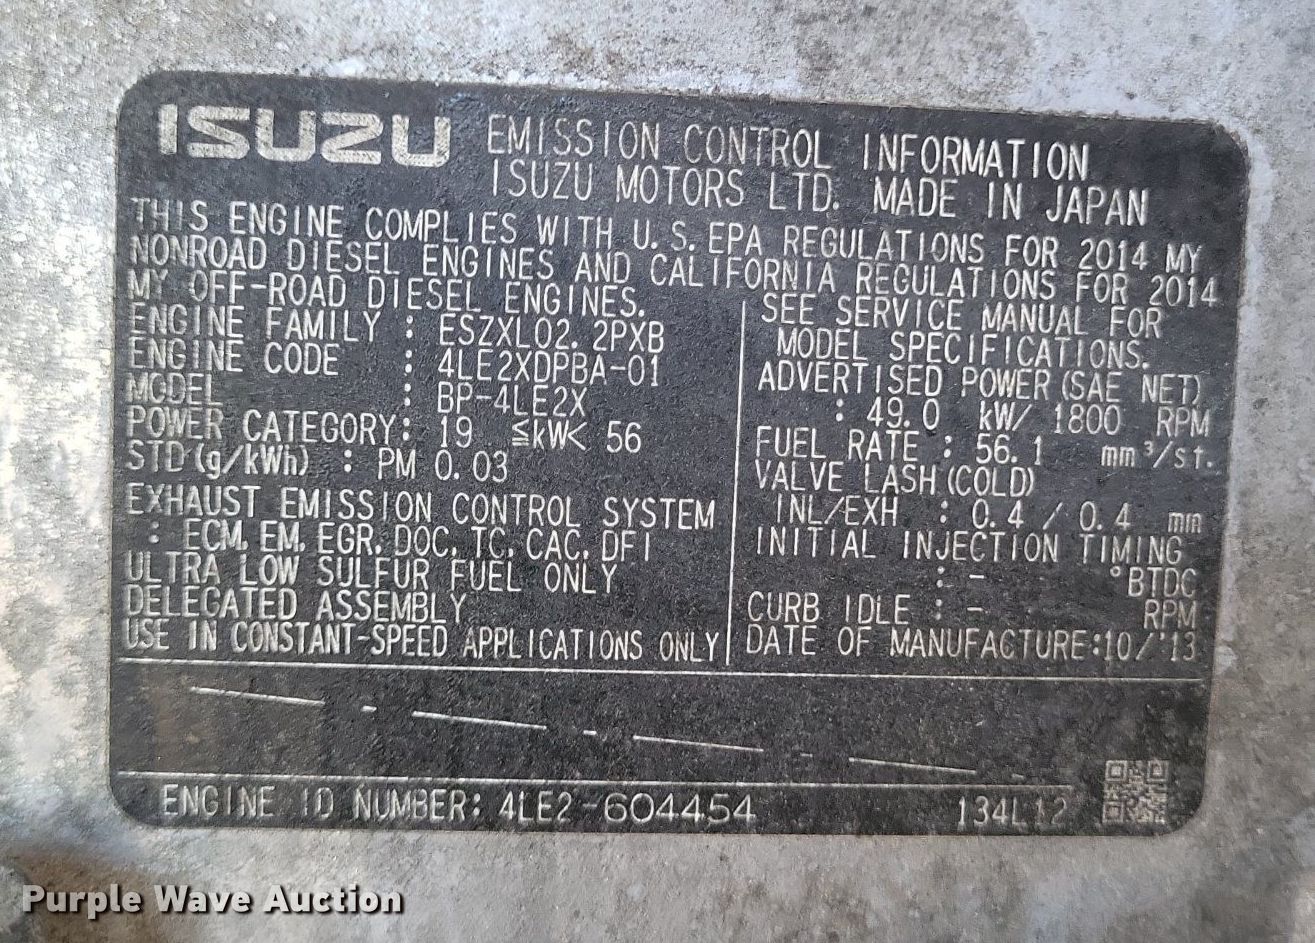 ISUZU EMISSION CONTROL INFORMATION
ISUZU MOTORS LTD. MADE IN JAPAN
THIS ENGINE COMPLIES WITH U.S. EPA REGULATIONS FOR 2014 MY
NONROAD DIESEL ENGINES AND CALIFORNIA REGULATIONS FOR 2014
MY OFF-ROAD DIESEL ENGINES.
ENGINE FAMILY : ESZXL02.2PXB
ENGINE CODE : 4LE2XDPBA-01
MODEL : BP-4LE2X
POWER CATEGORY: 19 ≦kW< 56
STD (g/kWh) : PM 0.03
EXHAUST EMISSION CONTROL SYSTEM
: ECM, EM, EGR, DOC, TC, CAC, DFI
ULTRA LOW SULFUR FUEL ONLY
DELEGATED ASSEMBLY
USE IN CONSTANT-SPEED APPLICATIONS ONLY
SEE SERVICE MANUAL FOR
MODEL SPECIFICATIONS.
ADVERTISED POWER (SAE NET)
: 49.0 kW/ 1800 RPM
FUEL RATE : 56.1 mm³/st.
VALVE LASH (COLD)
INL/EXH : 0.4 / 0.4 mm
INITIAL INJECTION TIMING
: - °BTDC
CURB IDLE : - RPM
DATE OF MANUFACTURE:10/'13
ENGINE ID NUMBER: 4LE2-604454 134L12
Purple Wave Auction